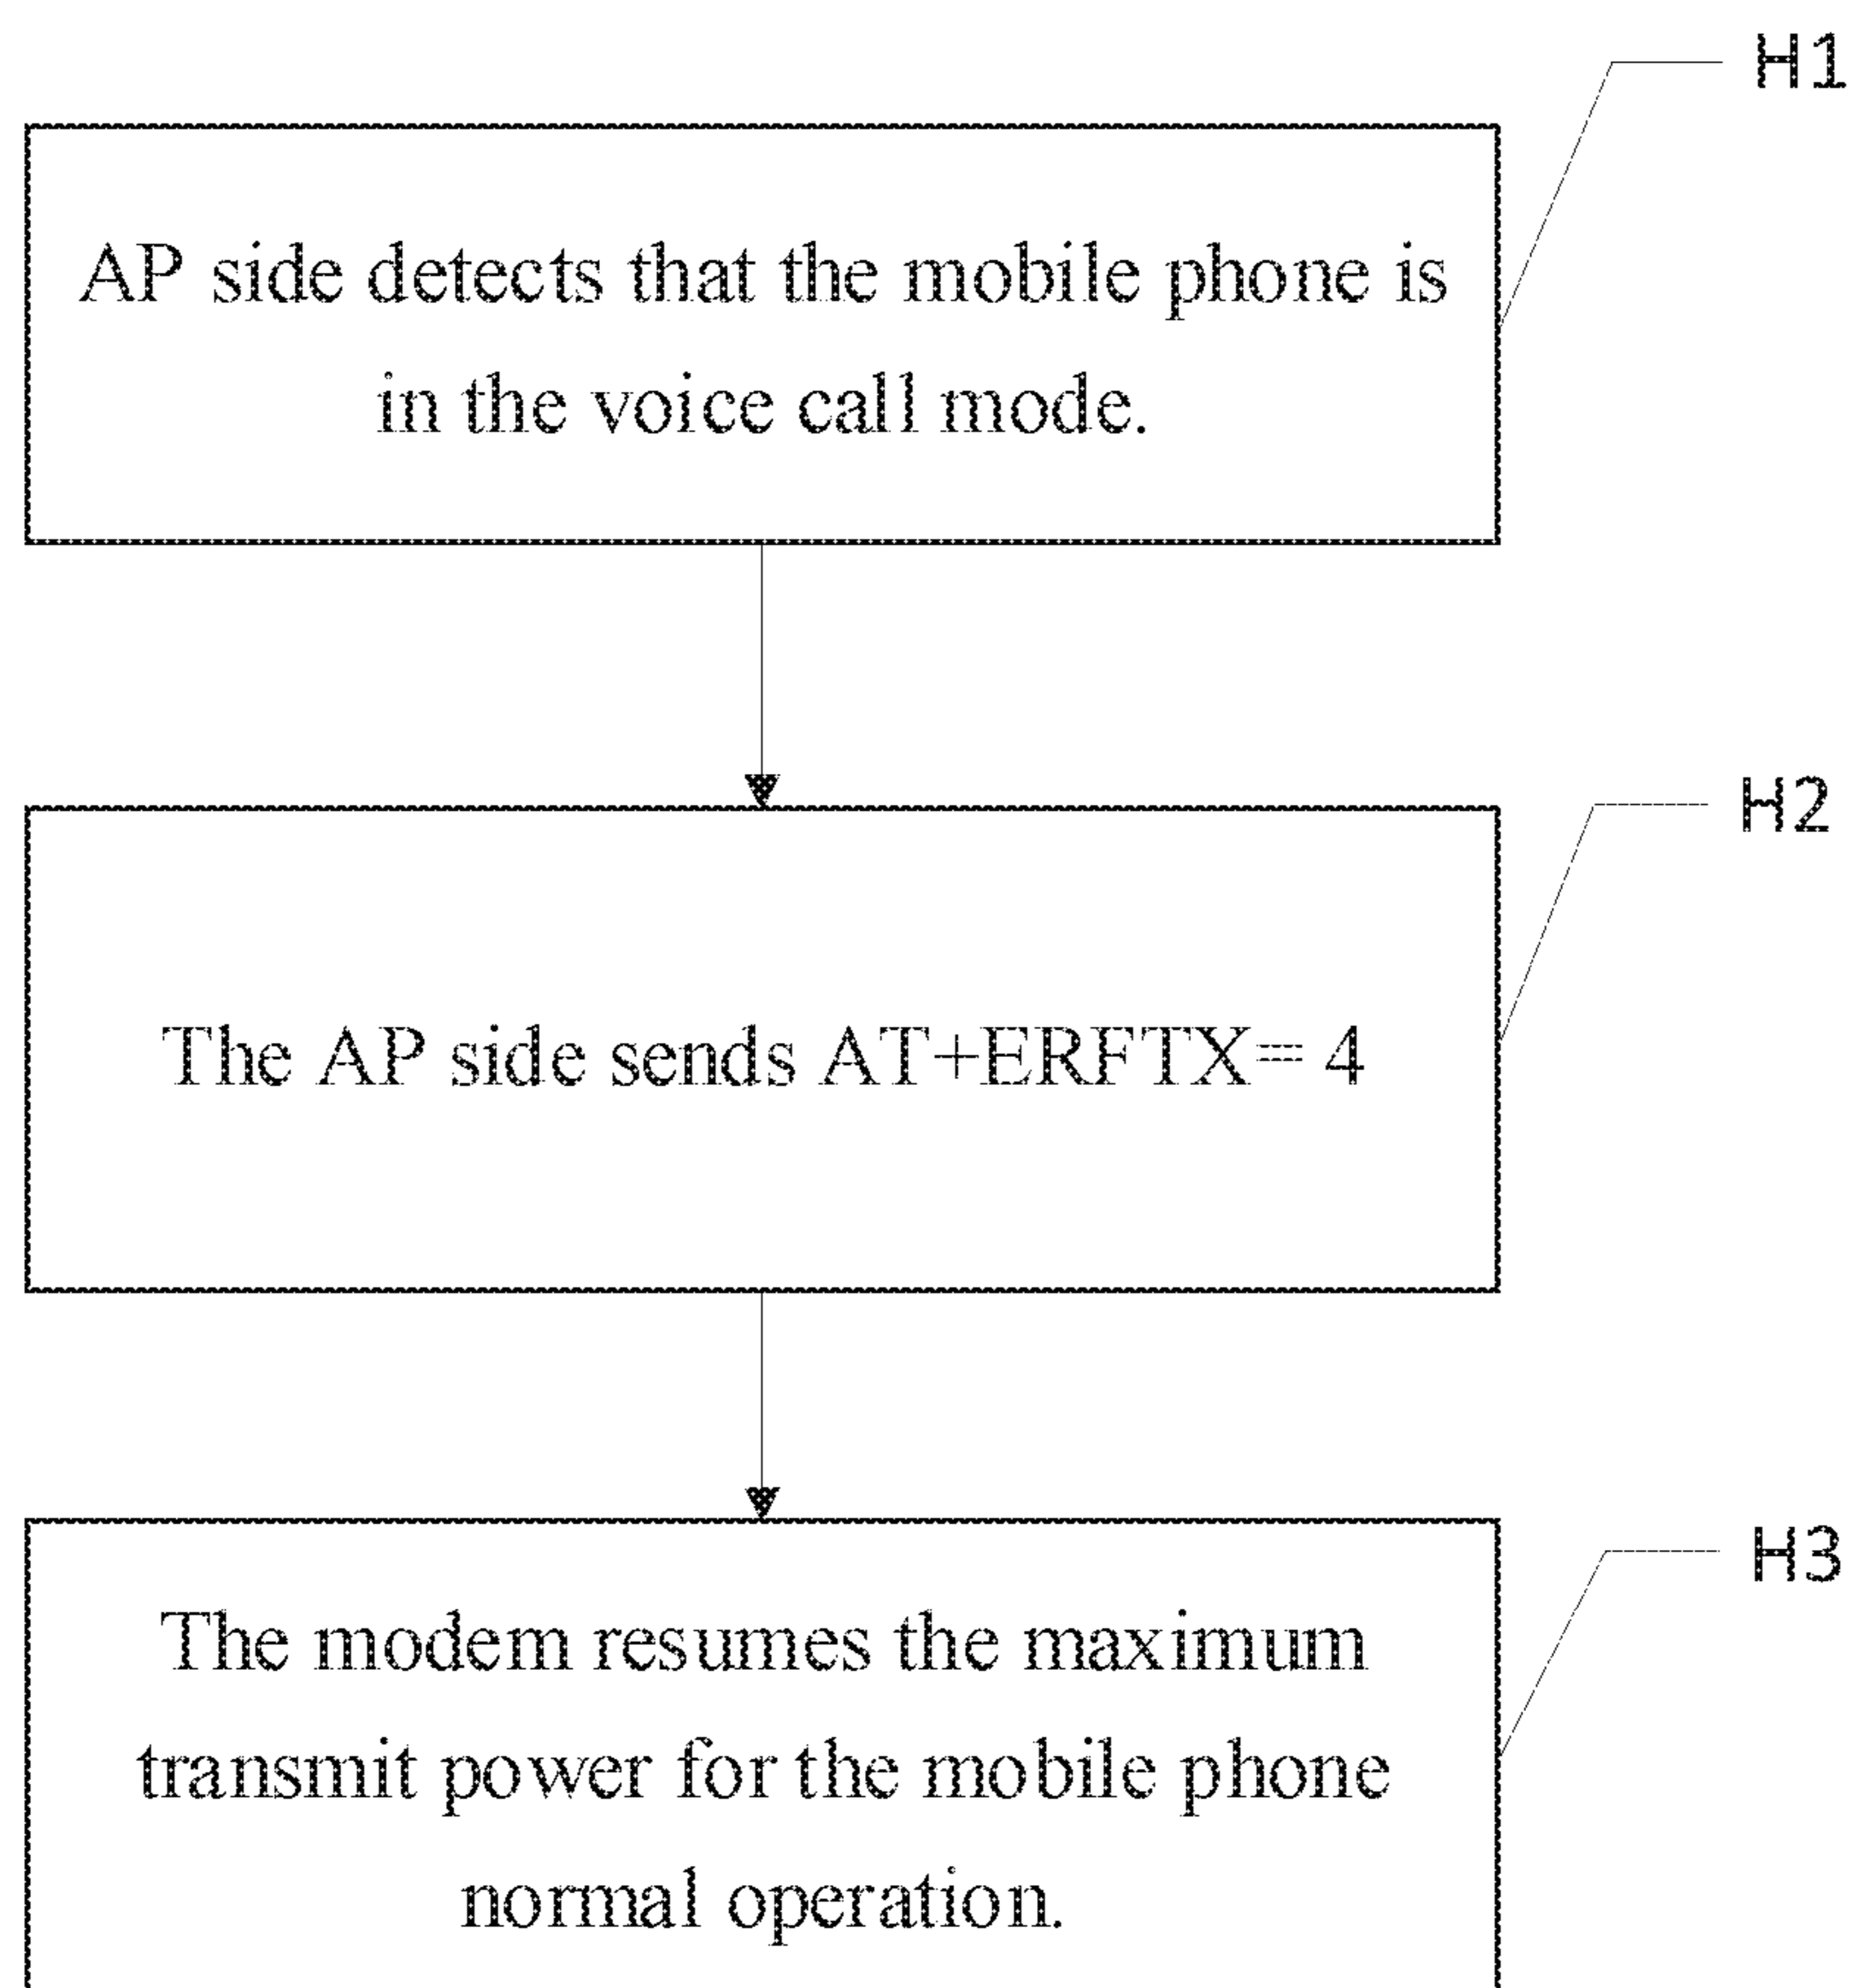 H1
AP side detects that the mobile phone is
in the voice call mode.
H2
The AP side sends AT+ERFTX= 4
H3
The modem resumes the maximum
transmit power for the mobile phone
normal operation.